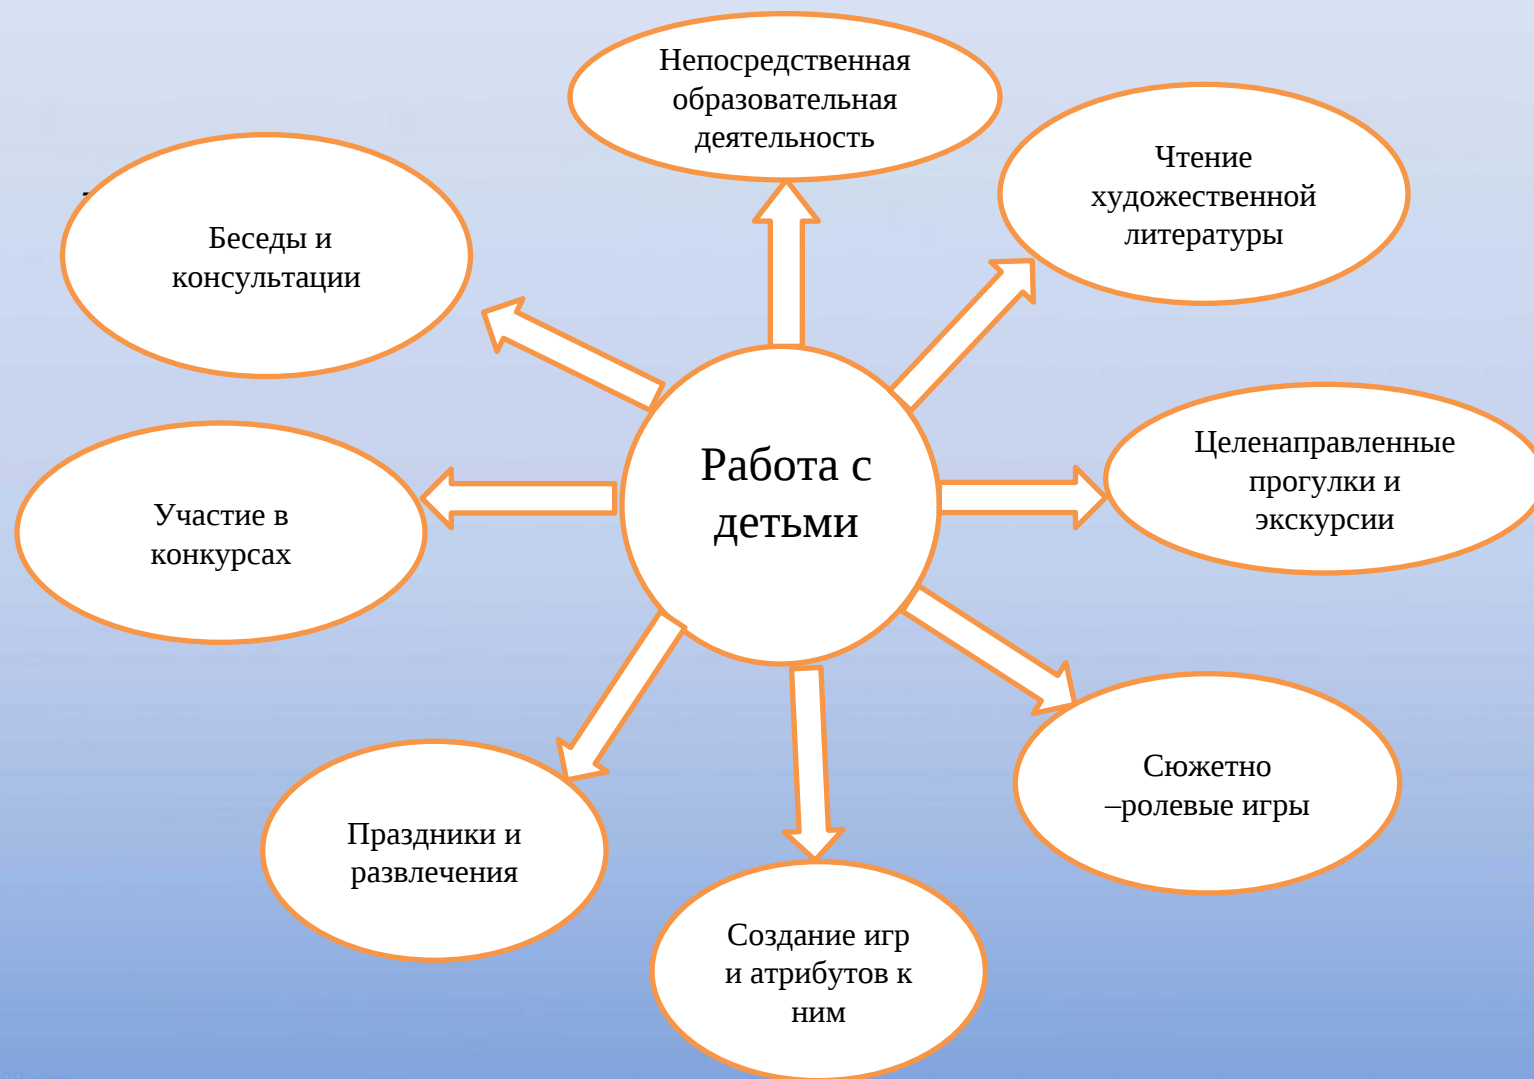 Непосредственная
образовательная
деятельность
Чтение
художественной
литературы
Беседы и
консультации
Целенаправленные
прогулки и
экскурсии
Работа с
детьми
Участие в
конкурсах
Сюжетно
–ролевые игры
Праздники и
развлечения
Создание игр
и атрибутов к
ним